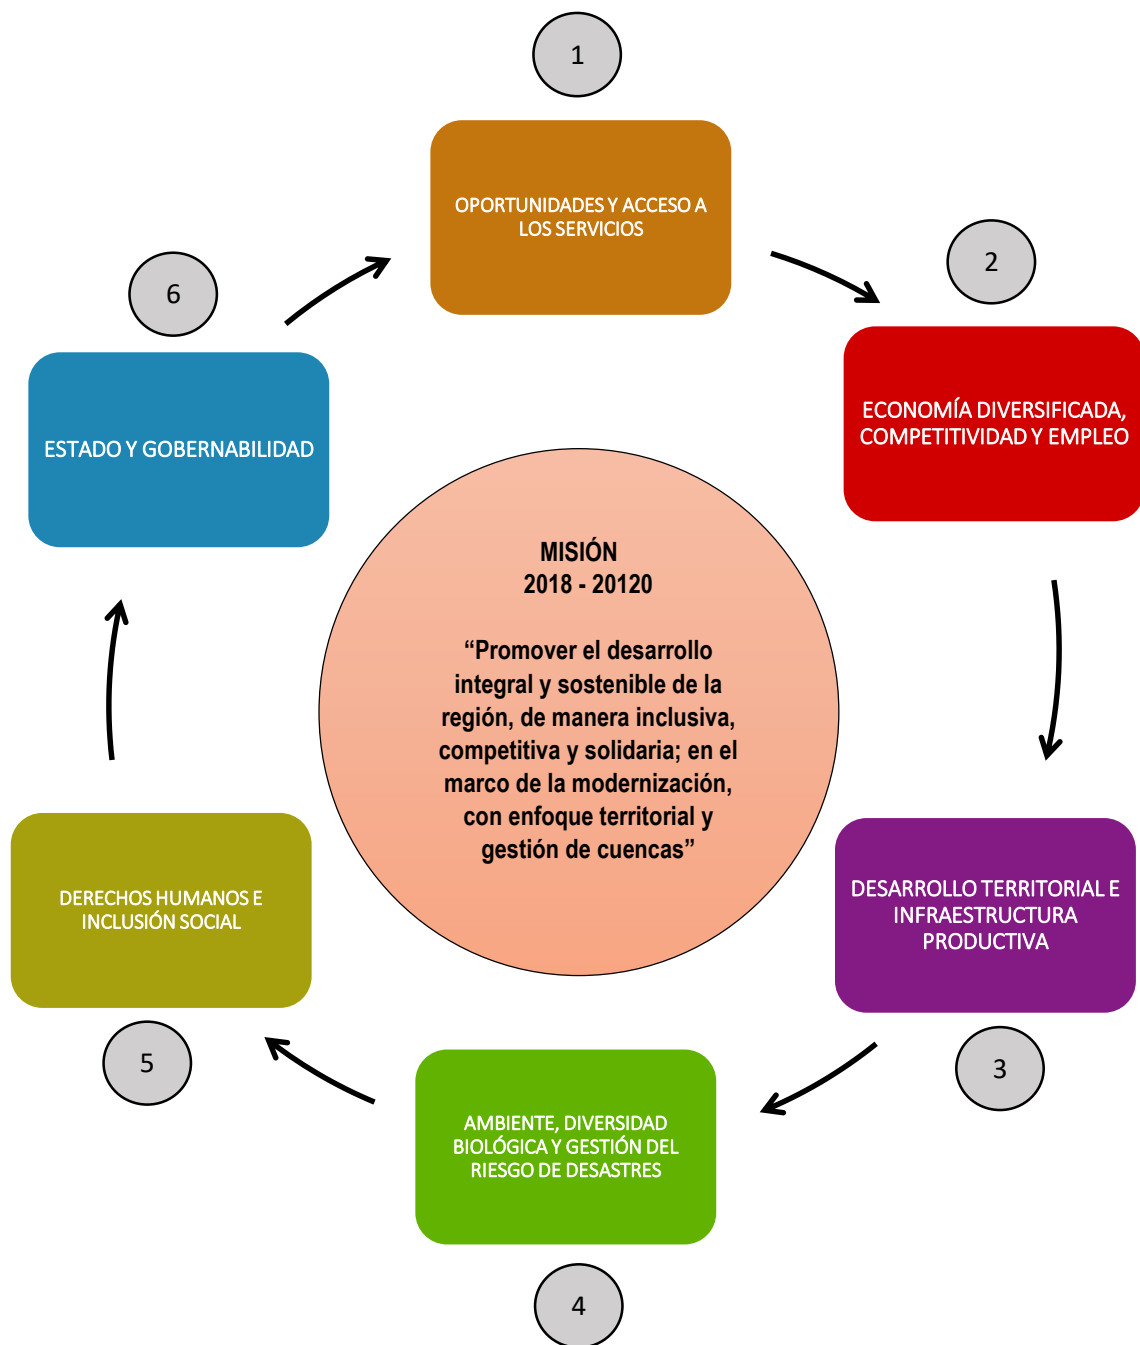 1
OPORTUNIDADES Y ACCESO A
LOS SERVICIOS
2
ECONOMÍA DIVERSIFICADA,
COMPETITIVIDAD Y EMPLEO
6
ESTADO Y GOBERNABILIDAD
MISIÓN
2018 - 20120
“Promover el desarrollo
integral y sostenible de la
región, de manera inclusiva,
competitiva y solidaria; en el
marco de la modernización,
con enfoque territorial y
gestión de cuencas”
DESARROLLO TERRITORIAL E
INFRAESTRUCTURA
PRODUCTIVA
3
DERECHOS HUMANOS E
INCLUSIÓN SOCIAL
5
AMBIENTE, DIVERSIDAD
BIOLÓGICA Y GESTIÓN DEL
RIESGO DE DESASTRES
4